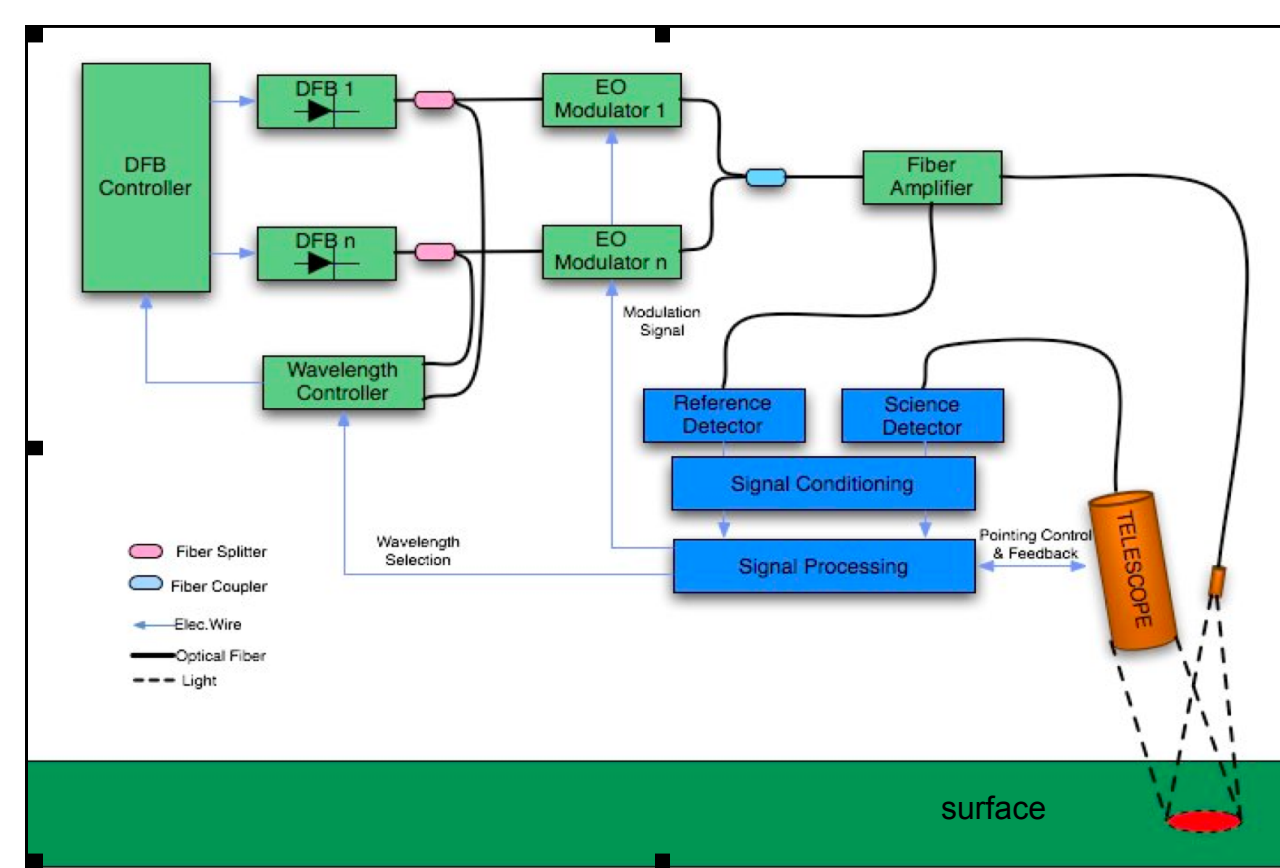 DFB
Controller
DFB 1
DFB n
EO
Modulator 1
EO
Modulator n
Fiber
Amplifier
Modulation
Signal
Wavelength
Controller
Reference
Detector
Science
Detector
Signal Conditioning
Signal Processing
Wavelength
Selection
Pointing Control
& Feedback
TELESCOPE
Fiber Splitter
Fiber Coupler
Elec.Wire
Optical Fiber
Light
surface